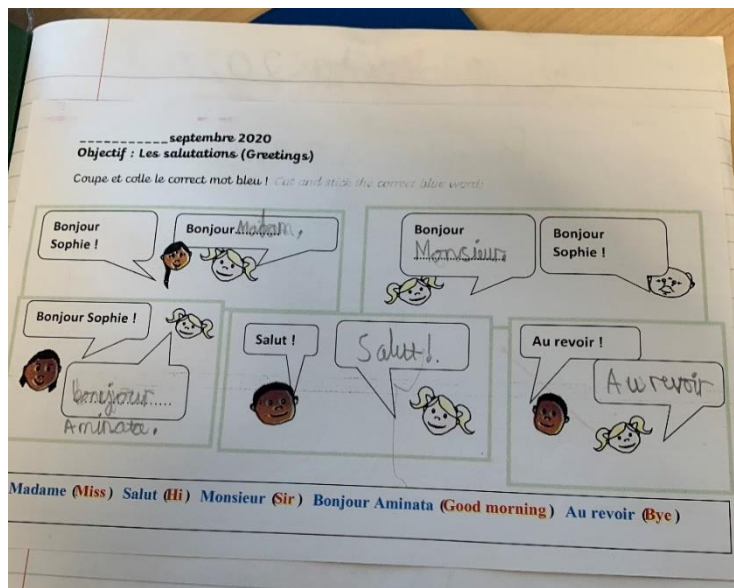 ____________septembre 2020
Objectif : Les salutations (Greetings)
Coupe et colle le correct mot bleu ! Cut and stick the correct blue word!
Bonjour
Sophie !
Bonjour Madam,
Bonjour
Monsieur.
Bonjour
Sophie !
Bonjour Sophie !
Bonjour
Aminata.
Salut !
Salut!.
Au revoir !
Au revoir
Madame (Miss) Salut (Hi) Monsieur (Sir) Bonjour Aminata (Good morning) Au revoir (Bye)